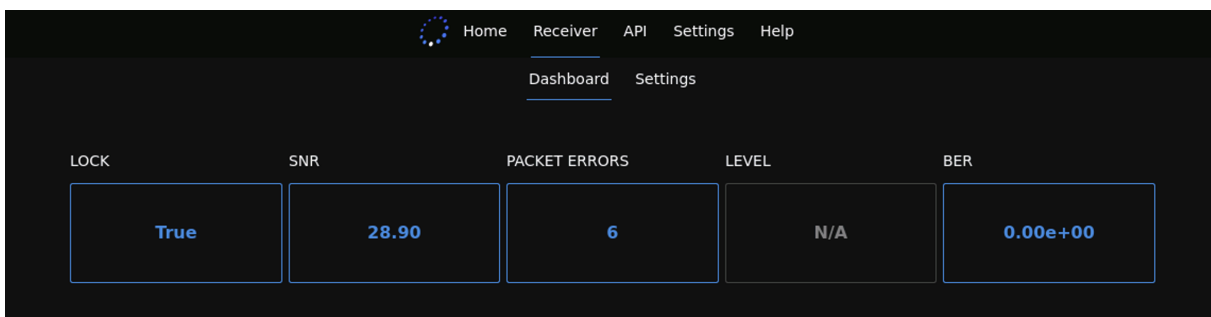 Home Receiver API Settings Help
Dashboard Settings
LOCK SNR PACKET ERRORS LEVEL BER
True 28.90 6 N/A 0.00e+00